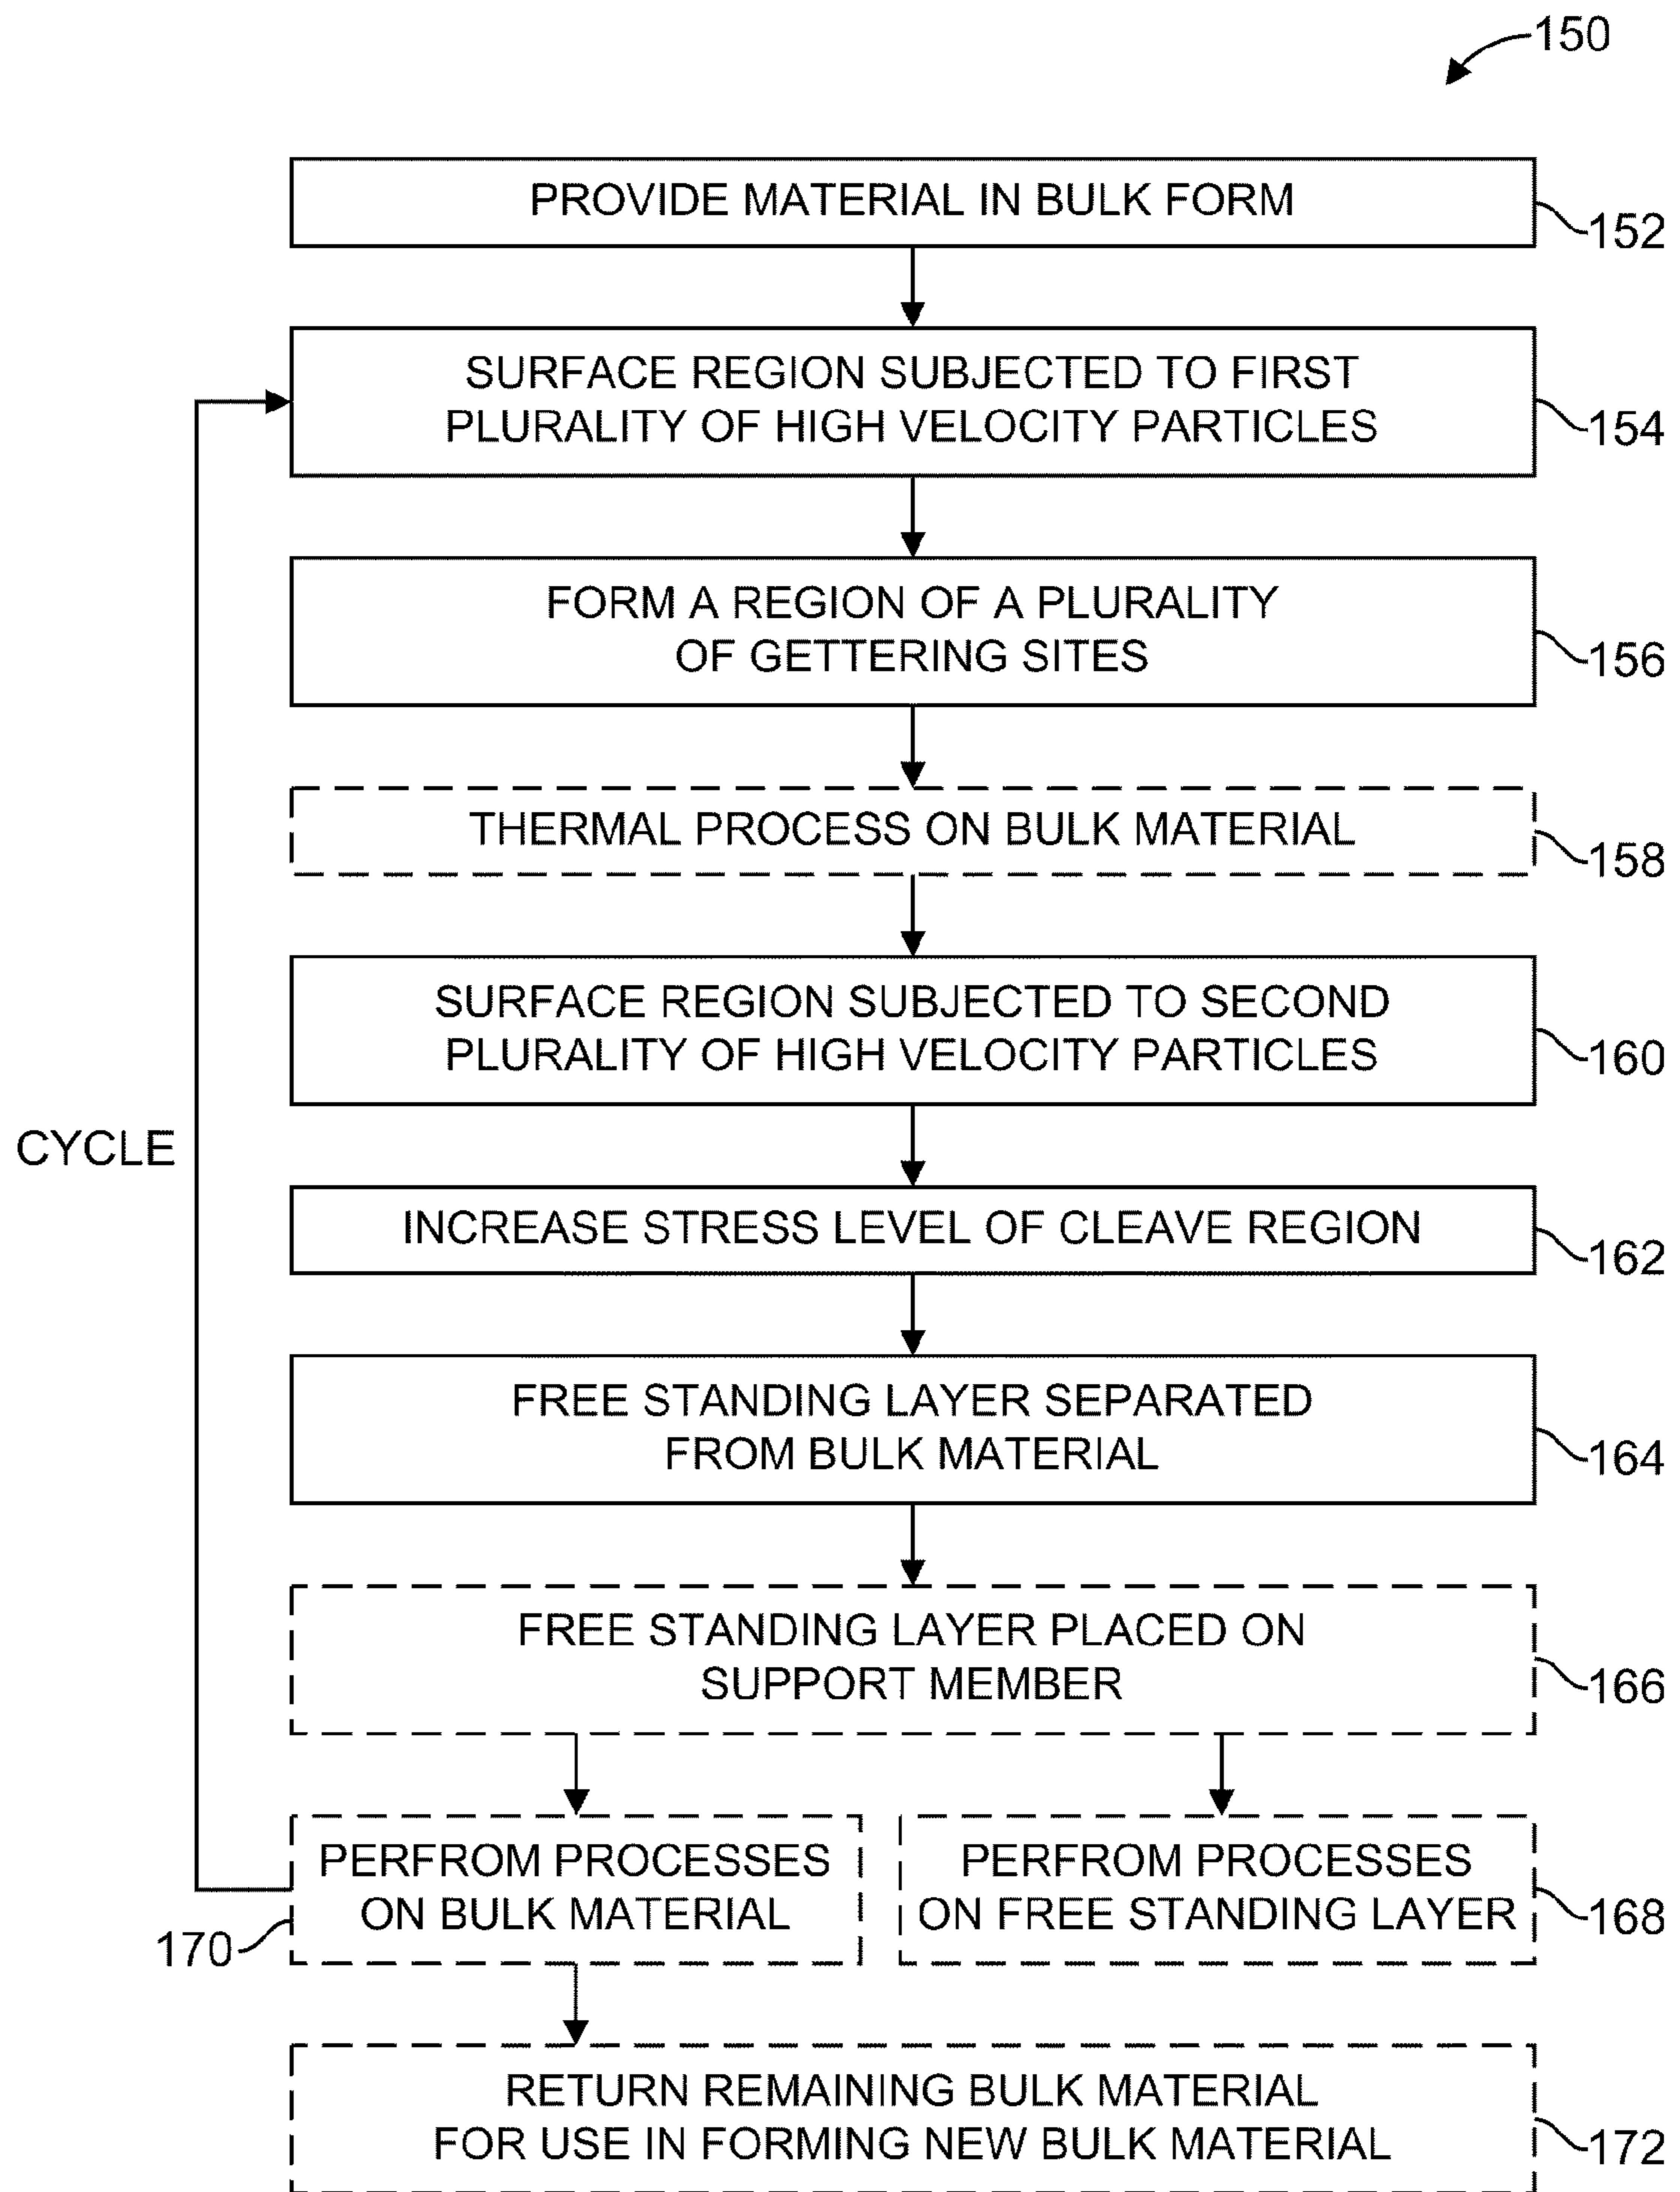 150
PROVIDE MATERIAL IN BULK FORM
152
SURFACE REGION SUBJECTED TO FIRST
PLURALITY OF HIGH VELOCITY PARTICLES
154
FORM A REGION OF A PLURALITY
OF GETTERING SITES
156
THERMAL PROCESS ON BULK MATERIAL
158
SURFACE REGION SUBJECTED TO SECOND
PLURALITY OF HIGH VELOCITY PARTICLES
160
CYCLE
INCREASE STRESS LEVEL OF CLEAVE REGION
162
FREE STANDING LAYER SEPARATED
FROM BULK MATERIAL
164
FREE STANDING LAYER PLACED ON
SUPPORT MEMBER
166
PERFROM PROCESSES
ON BULK MATERIAL
170
PERFROM PROCESSES
ON FREE STANDING LAYER
168
RETURN REMAINING BULK MATERIAL
FOR USE IN FORMING NEW BULK MATERIAL
172